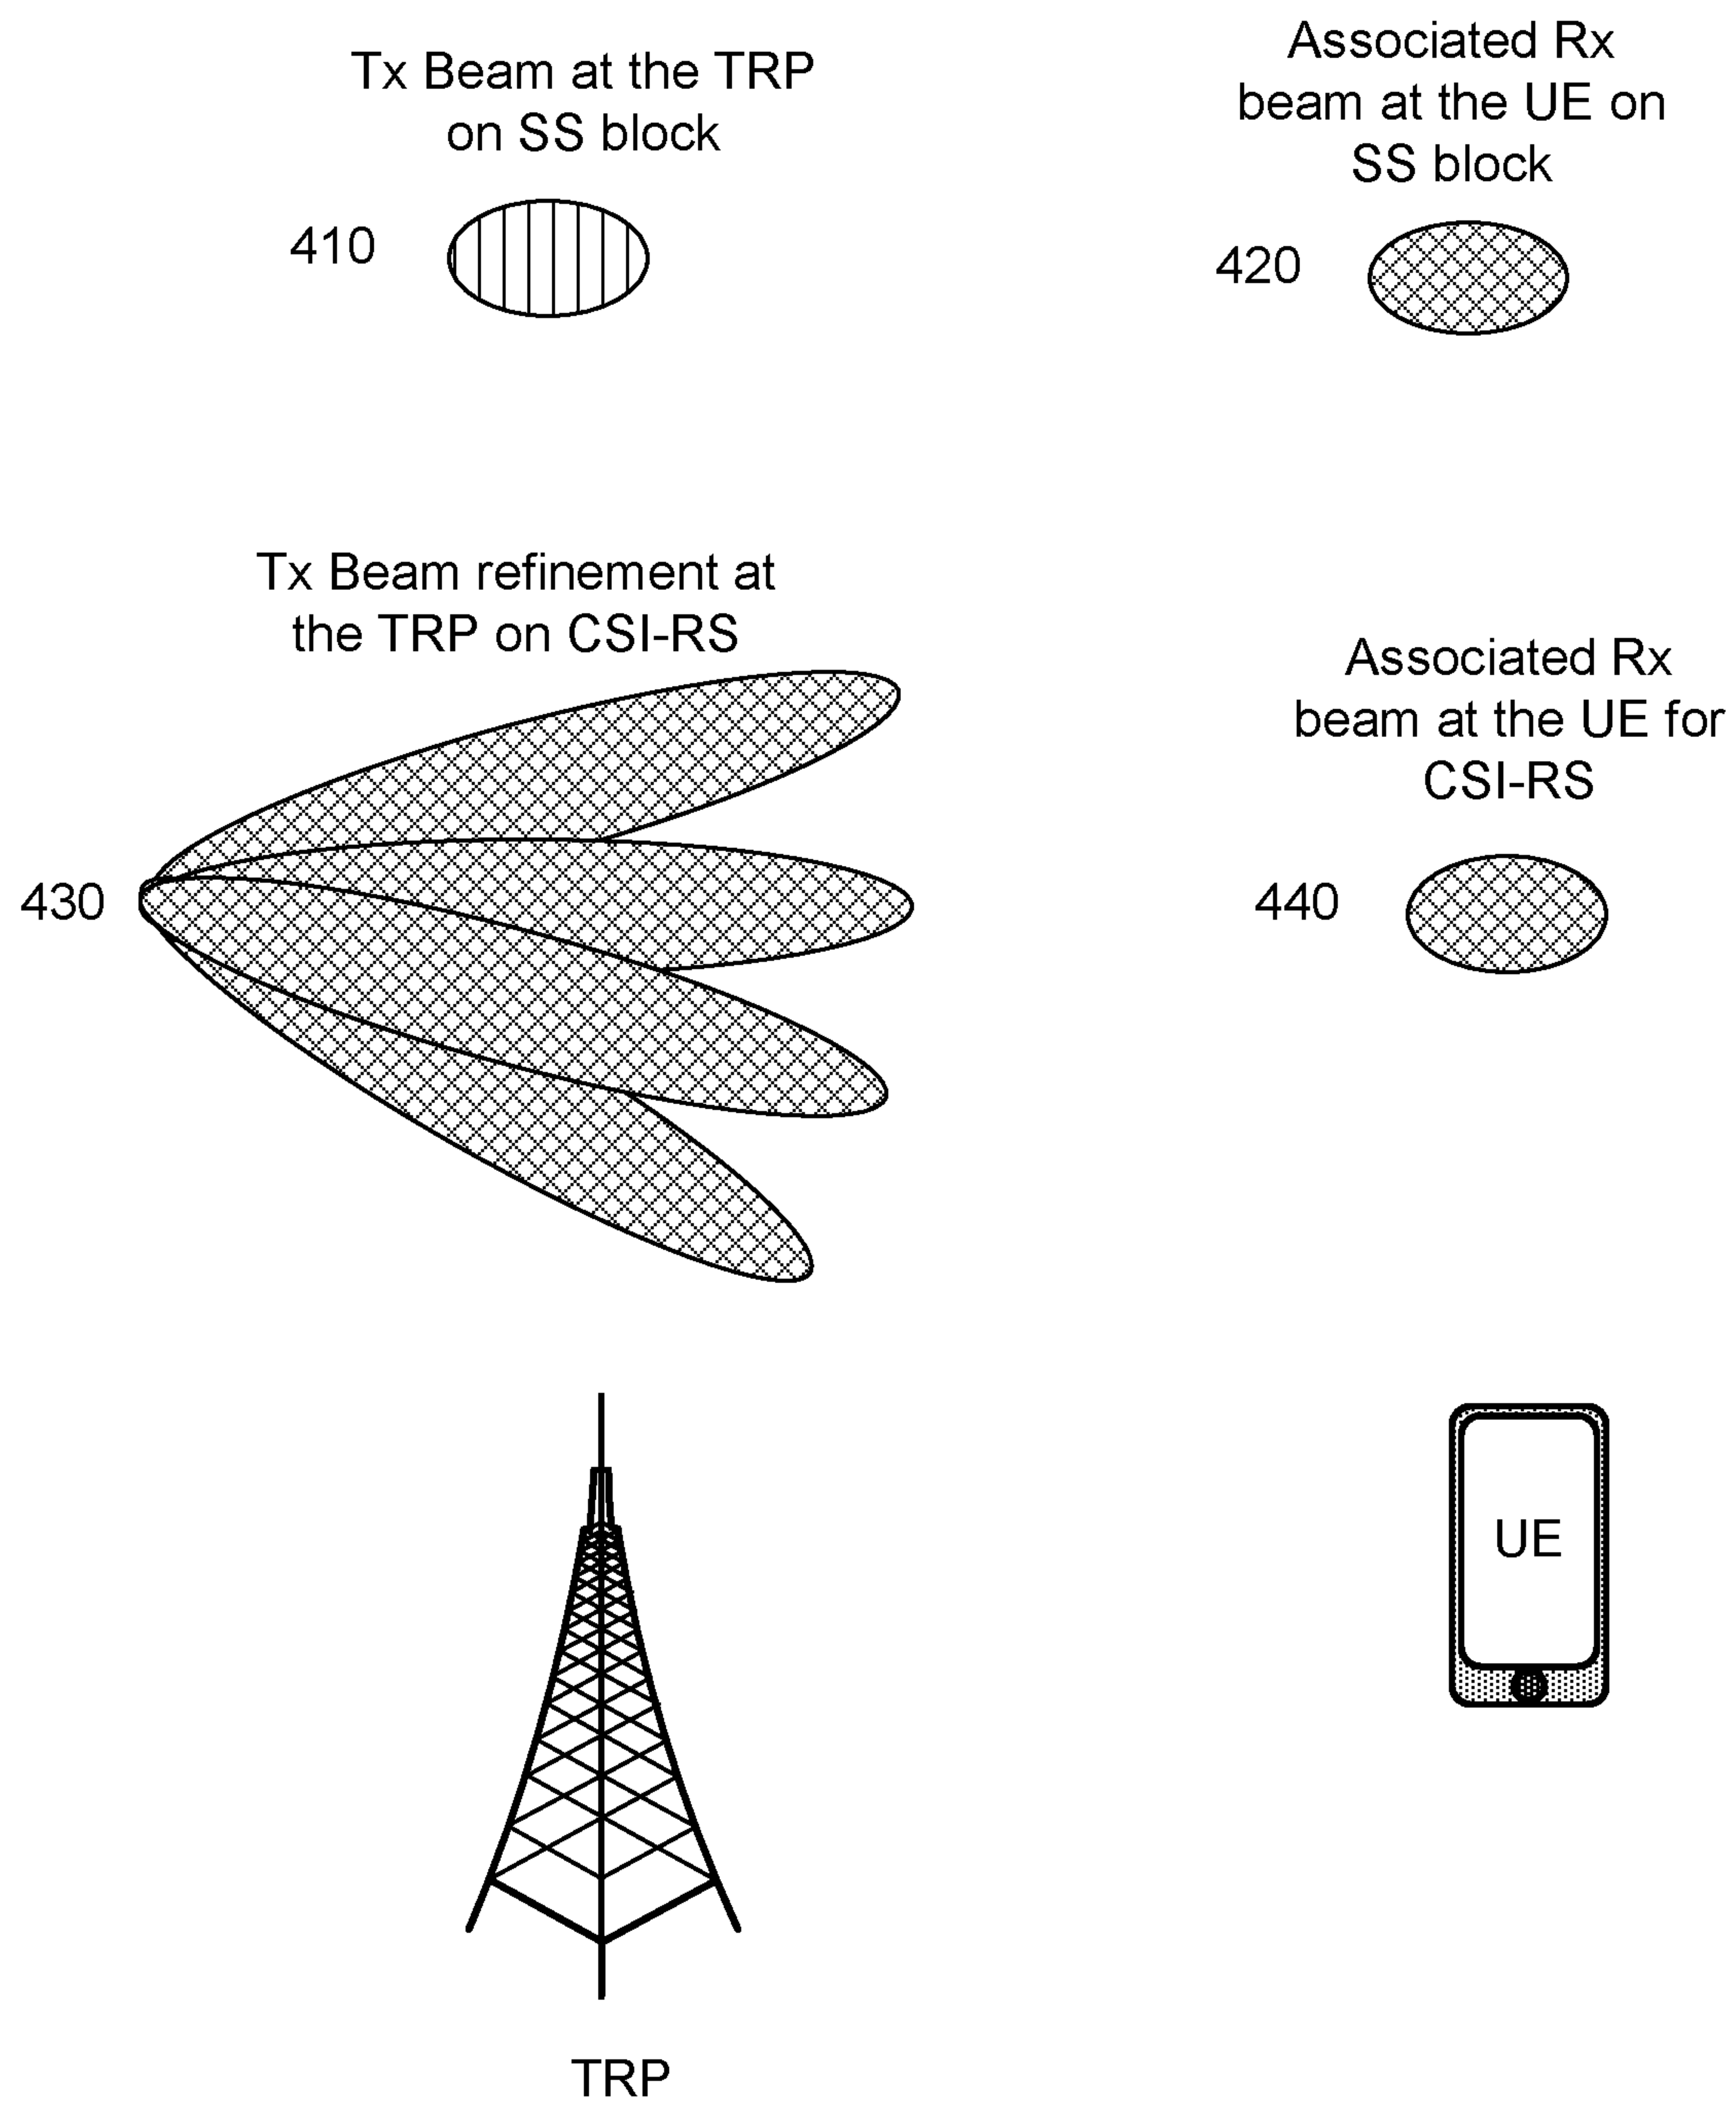 Tx Beam at the TRP
on SS block
410
Associated Rx
beam at the UE on
SS block
420
Tx Beam refinement at
the TRP on CSI-RS
430
Associated Rx
beam at the UE for
CSI-RS
440
UE
TRP